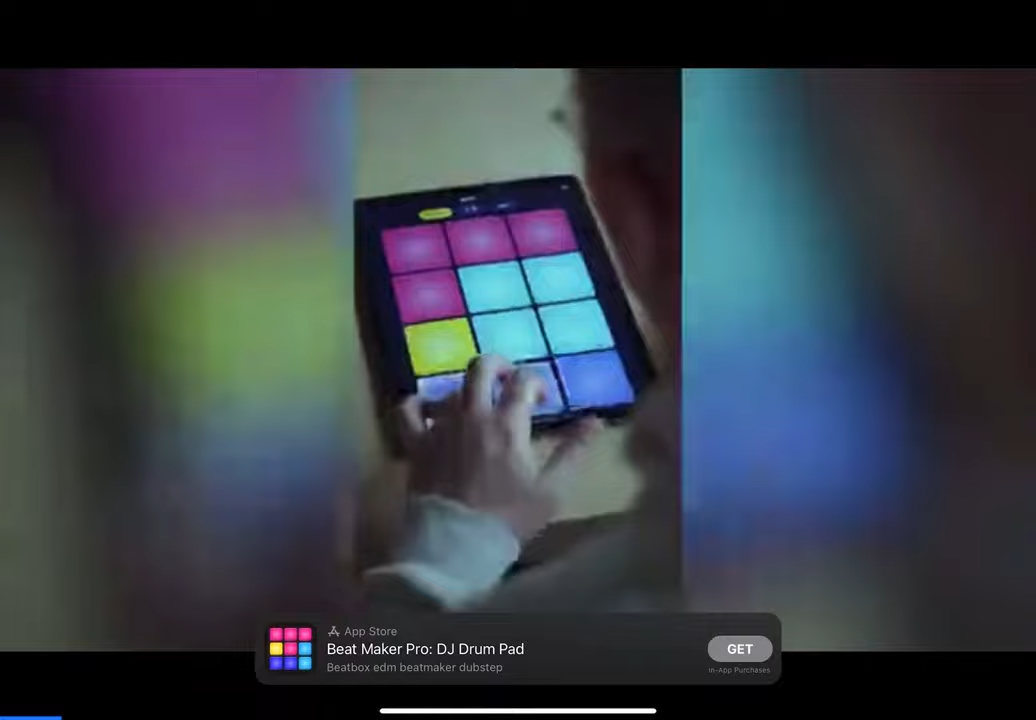 App Store
Beat Maker Pro: DJ Drum Pad
Beatbox edm beatmaker dubstep
GET
In-App Purchases